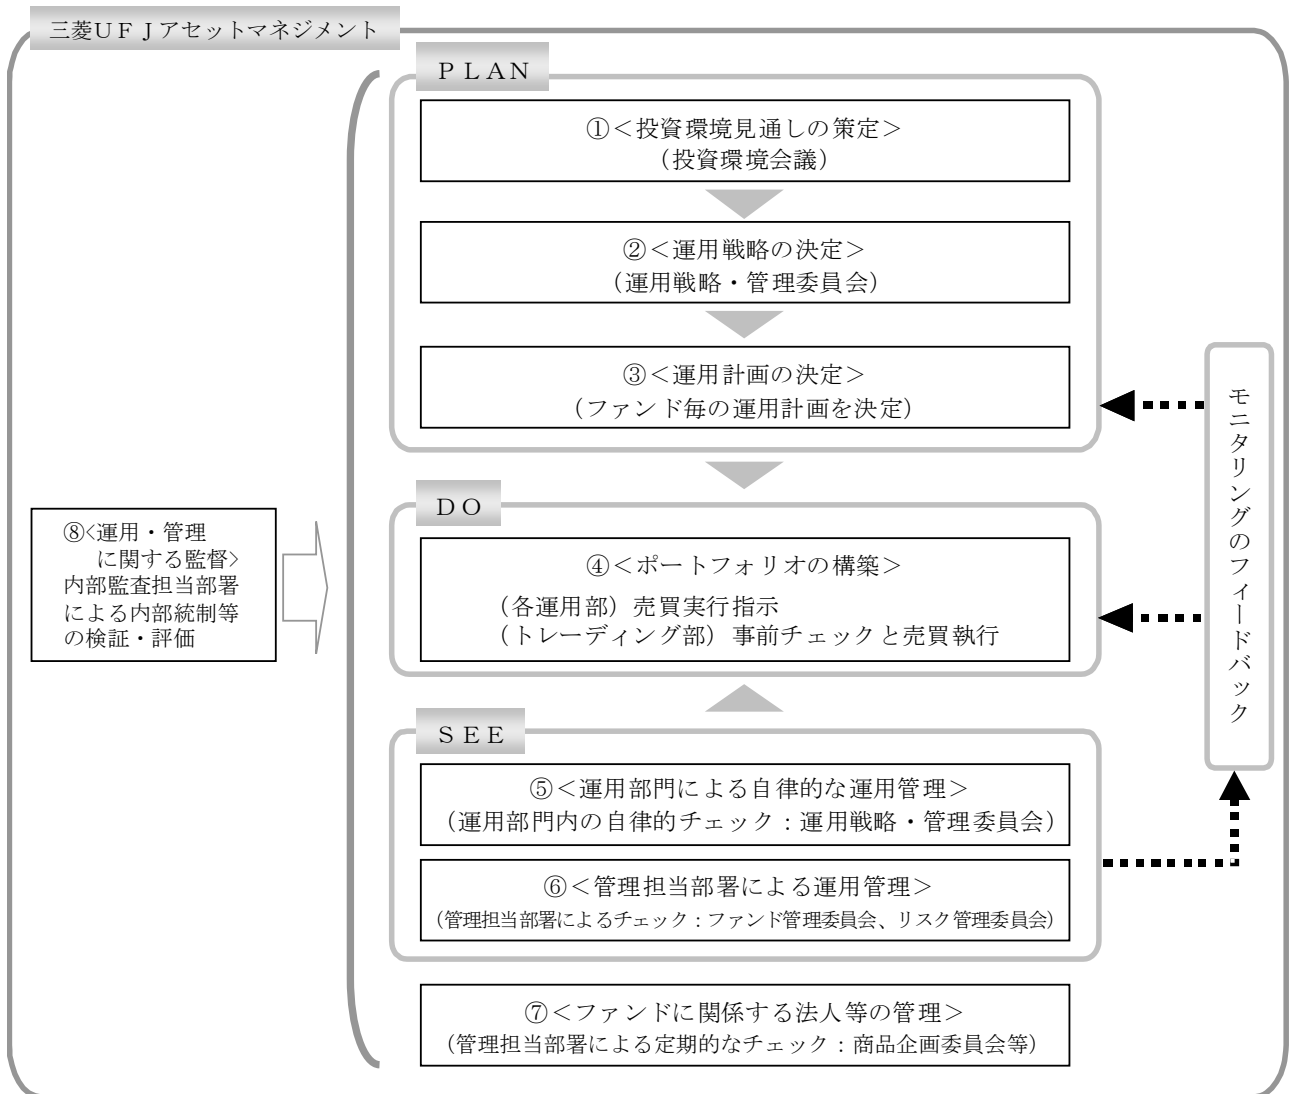 三菱UFJアセットマネジメント
PLAN
①＜投資環境見通しの策定＞
（投資環境会議）
②＜運用戦略の決定＞
（運用戦略・管理委員会）
③＜運用計画の決定＞
（ファンド毎の運用計画を決定）
モニタリングのフィードバック
DO
④＜ポートフォリオの構築＞
（各運用部）売買実行指示
（トレーディング部）事前チェックと売買執行
⑧<運用・管理
に関する監督>
内部監査担当部署
による内部統制等
の検証・評価
SEE
⑤＜運用部門による自律的な運用管理＞
（運用部門内の自律的チェック：運用戦略・管理委員会）
⑥＜管理担当部署による運用管理＞
（管理担当部署によるチェック：ファンド管理委員会、リスク管理委員会）
⑦＜ファンドに関係する法人等の管理＞
（管理担当部署による定期的なチェック：商品企画委員会等）